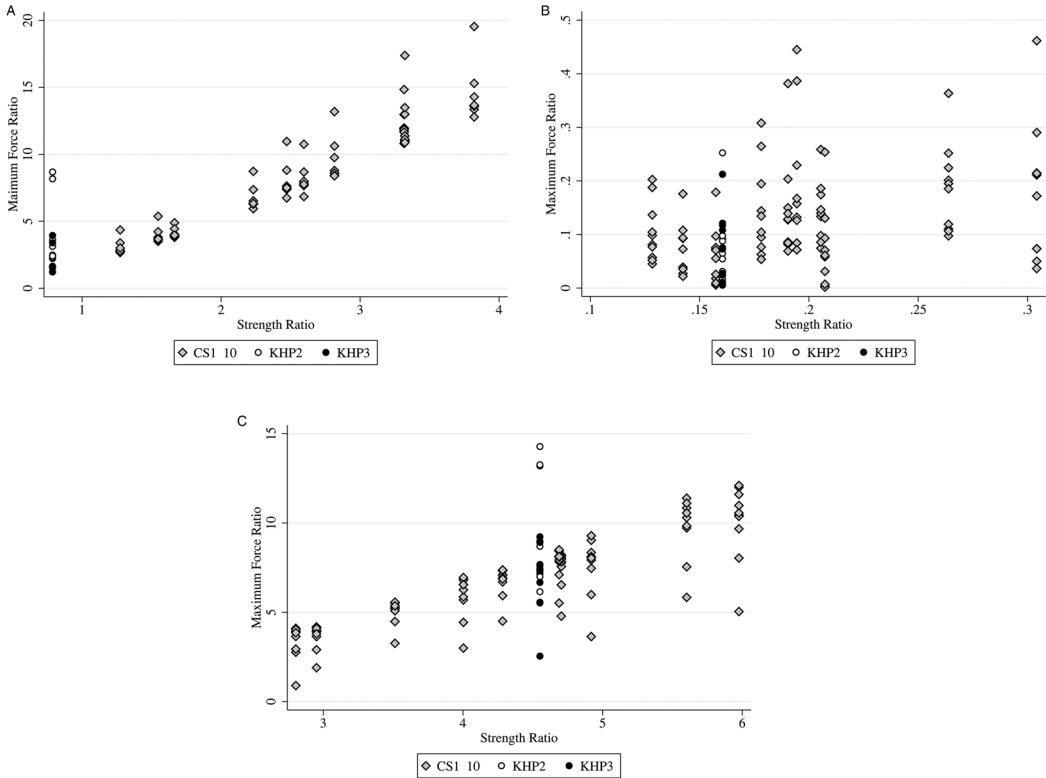 A
Maimum Force Ratio
20
15
10
5
0
1 2 3 4
Strength Ratio
CS1 10 KHP2 KHP3
B
Maximum Force Ratio
.5
.4
.3
.2
.1
0
.1 .15 .2 .25 .3
Strength Ratio
CS1 10 KHP2 KHP3
C
Maximum Force Ratio
15
10
5
0
3 4 5 6
Strength Ratio
CS1 10 KHP2 KHP3